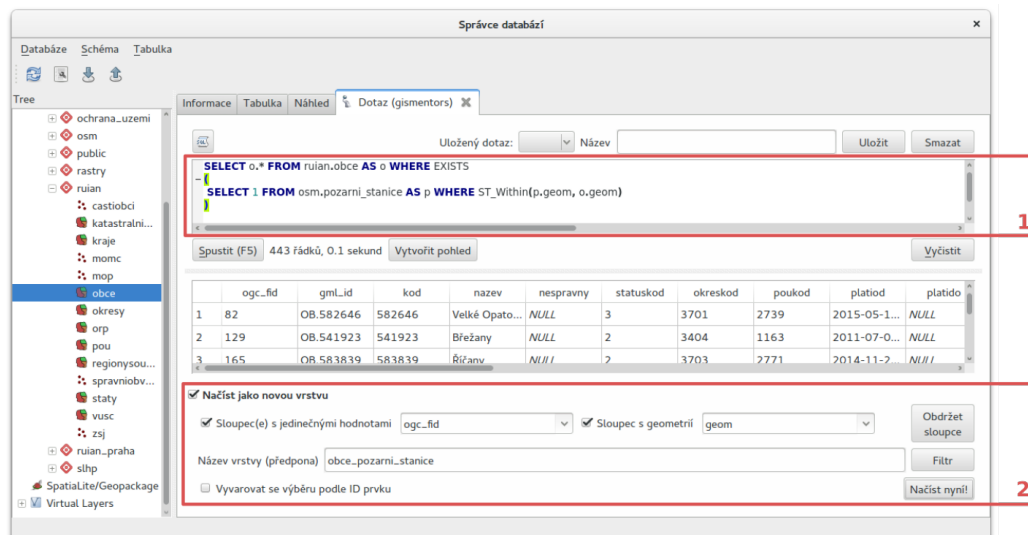 Správce databází
Databáze Schéma Tabulka
Tree
ochrana_uzemi
osm
public
rastry
ruian
castiobci
katastralni...
kraje
momc
mop
obce
okresy
orp
pou
regionysou...
spravniobv...
staty
vusc
zsj
ruian_praha
slhp
SpatiaLite/Geopackage
Virtual Layers
Informace Tabulka Náhled Dotaz (gismentors)
Uložený dotaz: Název Uložit Smazat
SELECT o.* FROM ruian.obce AS o WHERE EXISTS
(
SELECT 1 FROM osm.pozarni_stanice AS p WHERE ST_Within(p.geom, o.geom)
)
1
Spustit (F5) 443 řádků, 0.1 sekund Vytvořit pohled Vyčistit
ogc_fid gml_id kod nazev nespravny statuskod okreskod poukod platiod platido
1 82 OB.582646 582646 Velké Opato... NULL 3 3701 2739 2015-05-1... NULL
2 129 OB.541923 541923 Břežany NULL 2 3404 1163 2011-07-0... NULL
3 165 OB.583839 583839 Říčany NULL 2 3703 2771 2014-11-2... NULL
Načíst jako novou vrstvu
Sloupec(e) s jedinečnými hodnotami ogc_fid Sloupec s geometrií geom Obdržet
sloupce
Název vrstvy (předpona) obce_pozarni_stanice Filtr
Vyvarovat se výběru podle ID prvku Načíst nyní!
2